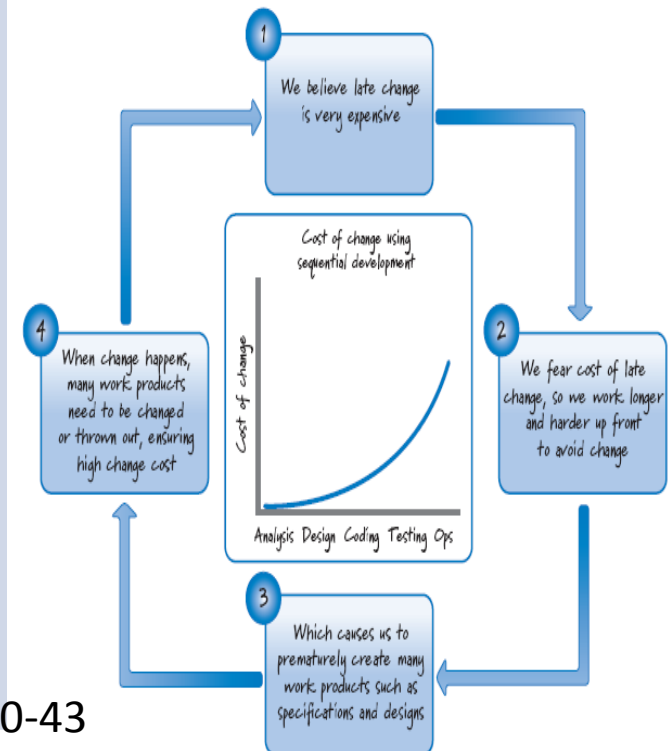 1
We believe late change
is very expensive
2
We fear cost of late
change, so we work longer
and harder up front
to avoid change
3
Which causes us to
prematurely create many
work products such as
specifications and designs
4
When change happens,
many work products
need to be changed
or thrown out, ensuring
high change cost
Cost of change using
sequential development
Cost of change
Analysis Design Coding Testing Ops
0-43